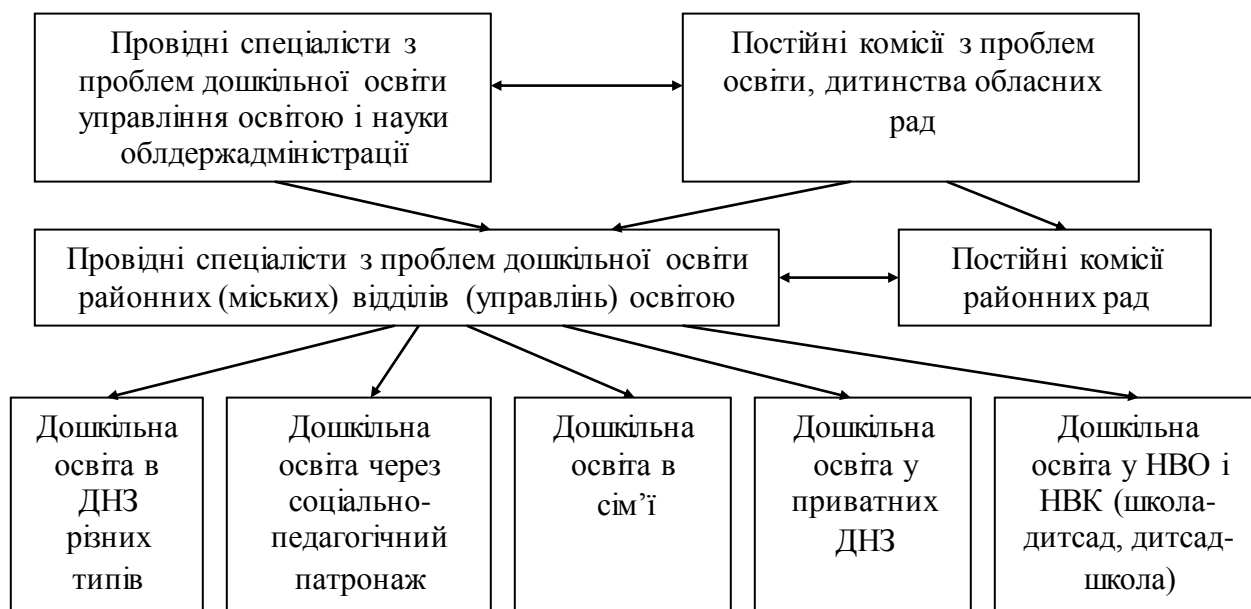 Провідні спеціалісти з
проблем дошкільної освіти
управління освітою і науки
облдержадміністрації
Постійні комісії з проблем
освіти, дитинства обласних
рад
Провідні спеціалісти з проблем дошкільної освіти
районних (міських) відділів (управлінь) освітою
Постійні комісії
районних рад
Дошкільна
освіта в
ДНЗ
різних
типів
Дошкільна
освіта через
соціально-
педагогічний
патронаж
Дошкільна
освіта в
сім’ї
Дошкільна
освіта у
приватних
ДНЗ
Дошкільна
освіта у НВО і
НВК (школа-
дитсад, дитсад-
школа)